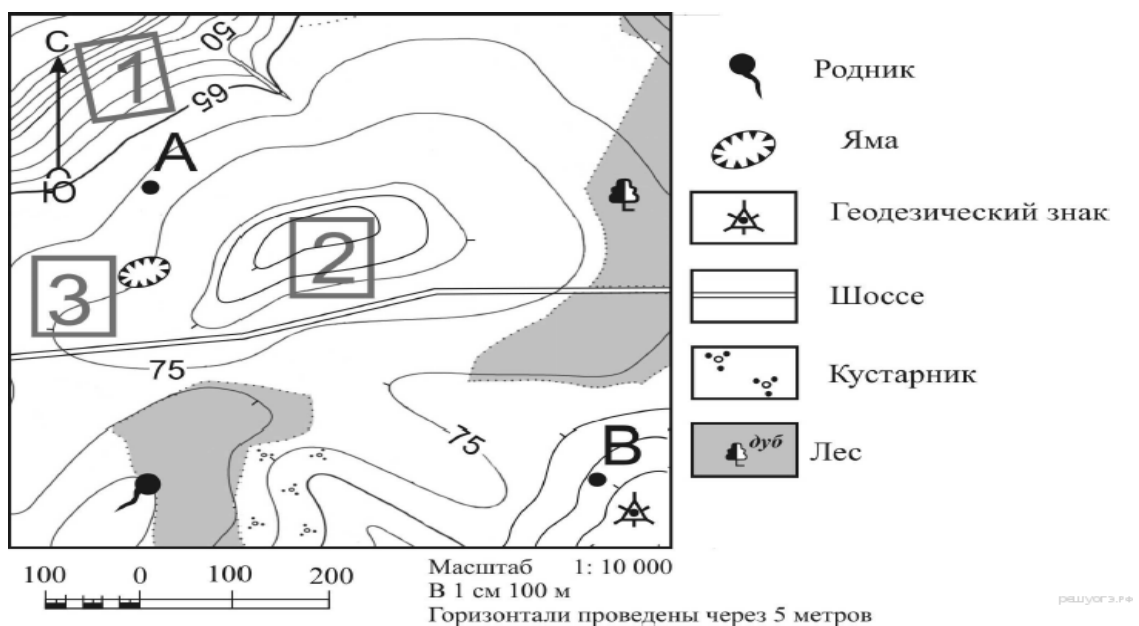 С
1
50
65
А
Ю
2
3
75
75
В
Родник
Яма
Геодезический знак
Шоссе
Кустарник
дуб
Лес
100 0 100 200
Масштаб 1: 10 000
В 1 см 100 м
Горизонтали проведены через 5 метров
решуогэ.рф